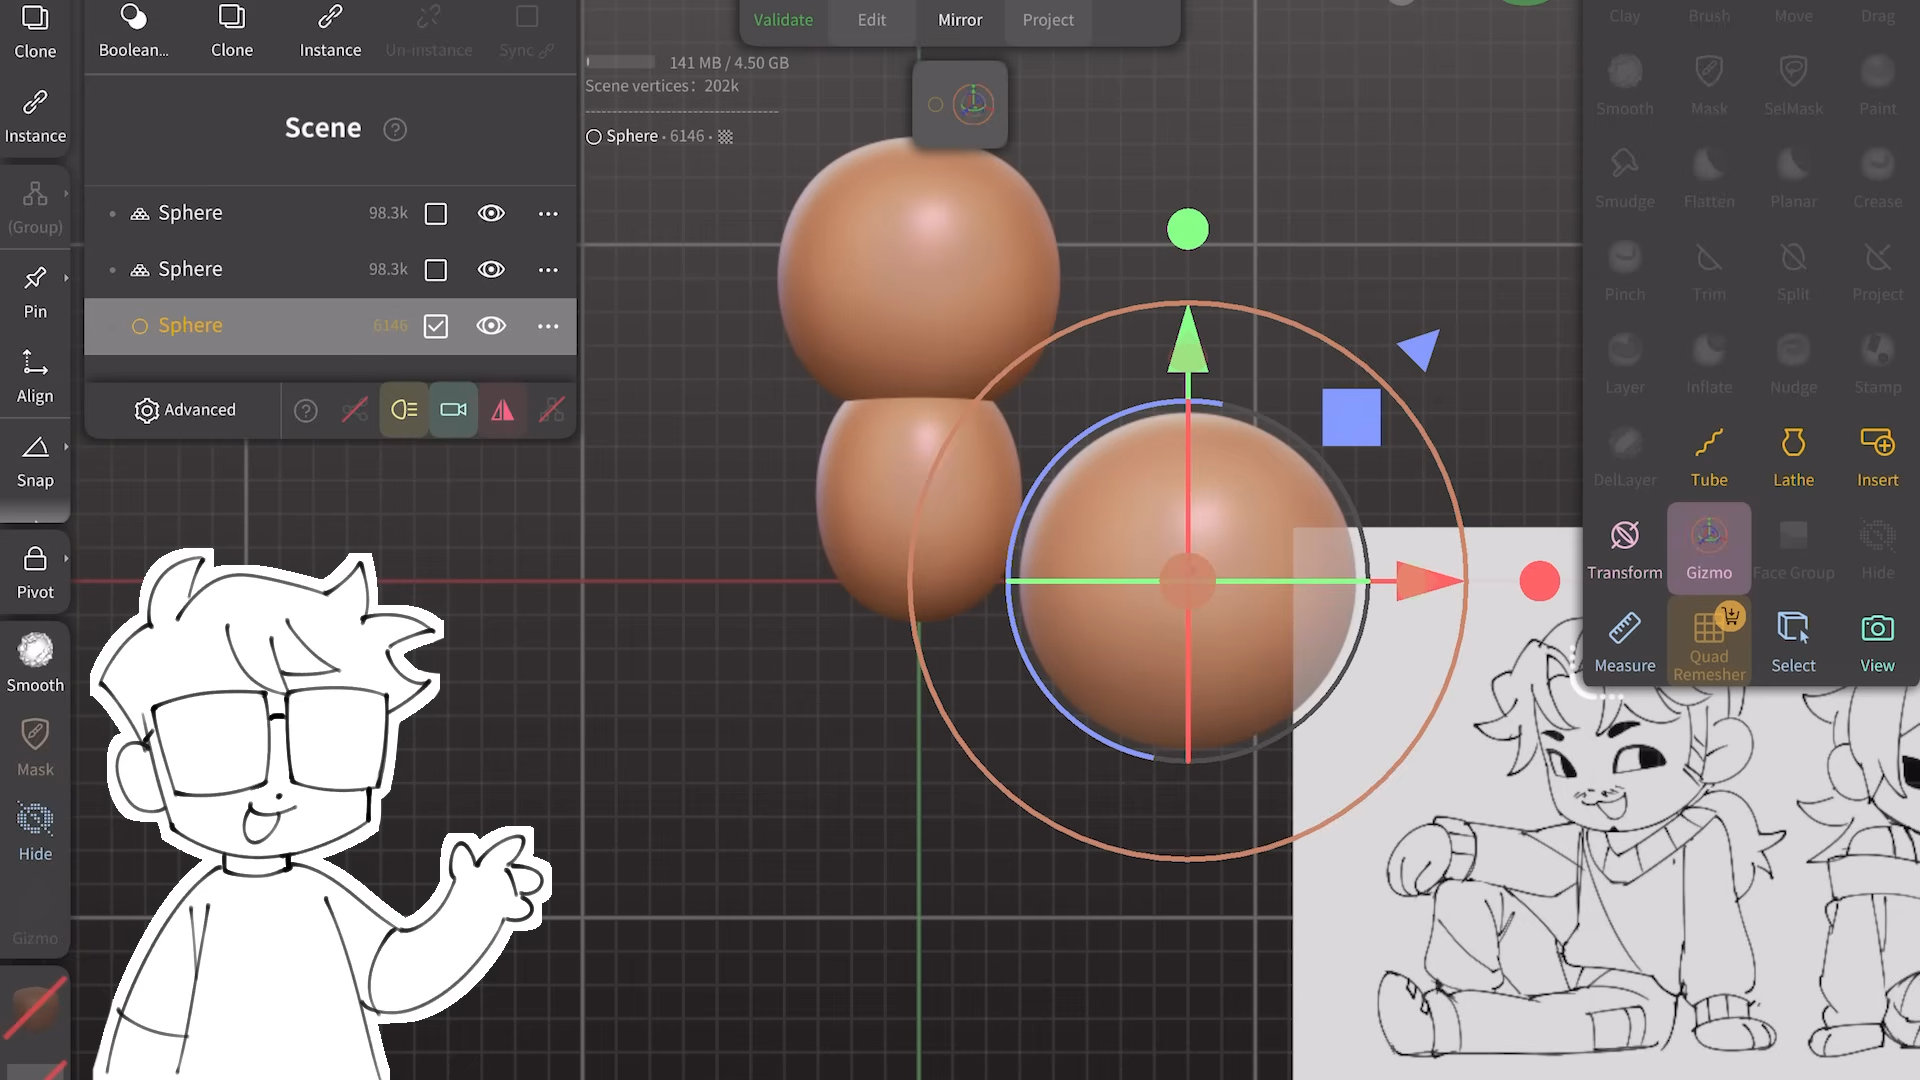 Validate
Edit
Mirror
Project
Clone
Instance
(Group)
Pin
Align
Snap
Pivot
Smooth
Mask
Hide
Gizmo
Boolean...
Clone
Instance
Un-instance
Sync
Scene ?
Sphere 98.3k ...
Sphere 98.3k ...
Sphere 6146 ...
Advanced ?
141 MB / 4.50 GB
Scene vertices: 202k
Sphere • 6146 •
Clay Brush Move Drag
Smooth Mask SelMask Paint
Smudge Flatten Planar Crease
Pinch Trim Split Project
Layer Inflate Nudge Stamp
DelLayer Tube Lathe Insert
Transform Gizmo Face Group Hide
Measure Quad Remesher Select View